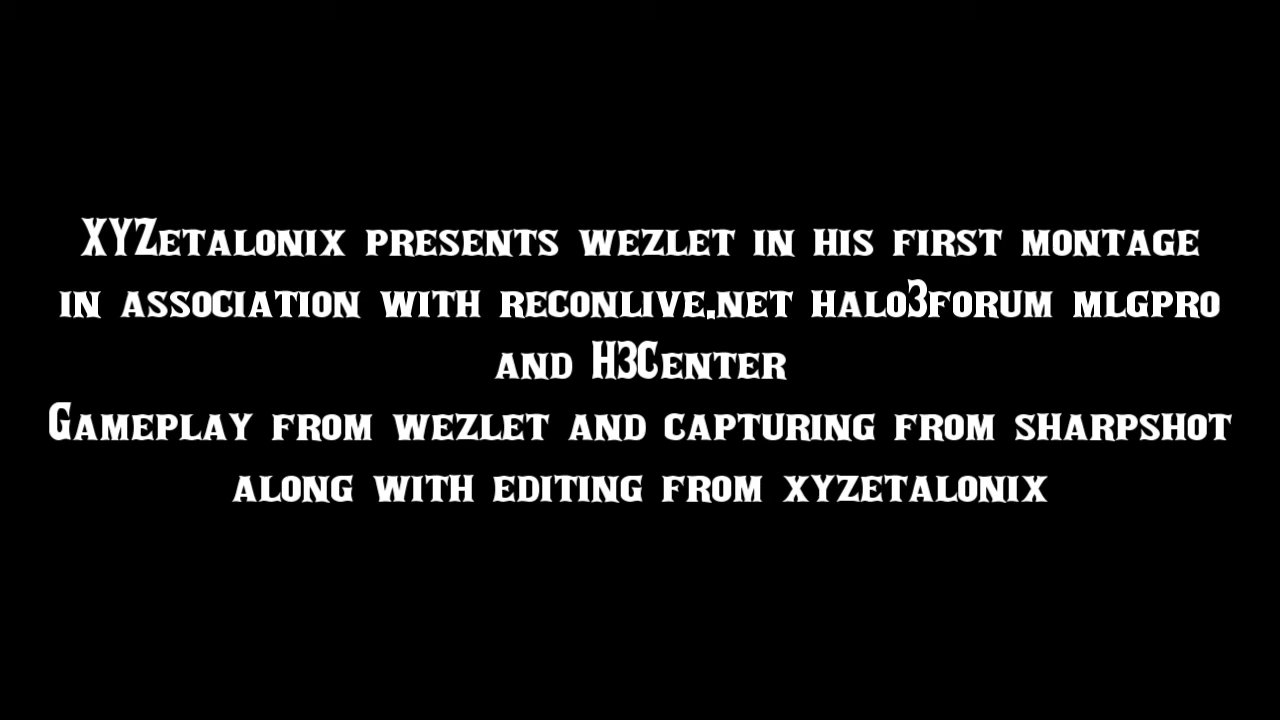 XYZetalonix presents wezlet in his first montage
in association with reconlive.net halo3forum mlgpro
and H3Center
Gameplay from wezlet and capturing from sharpshot
along with editing from xyzetalonix